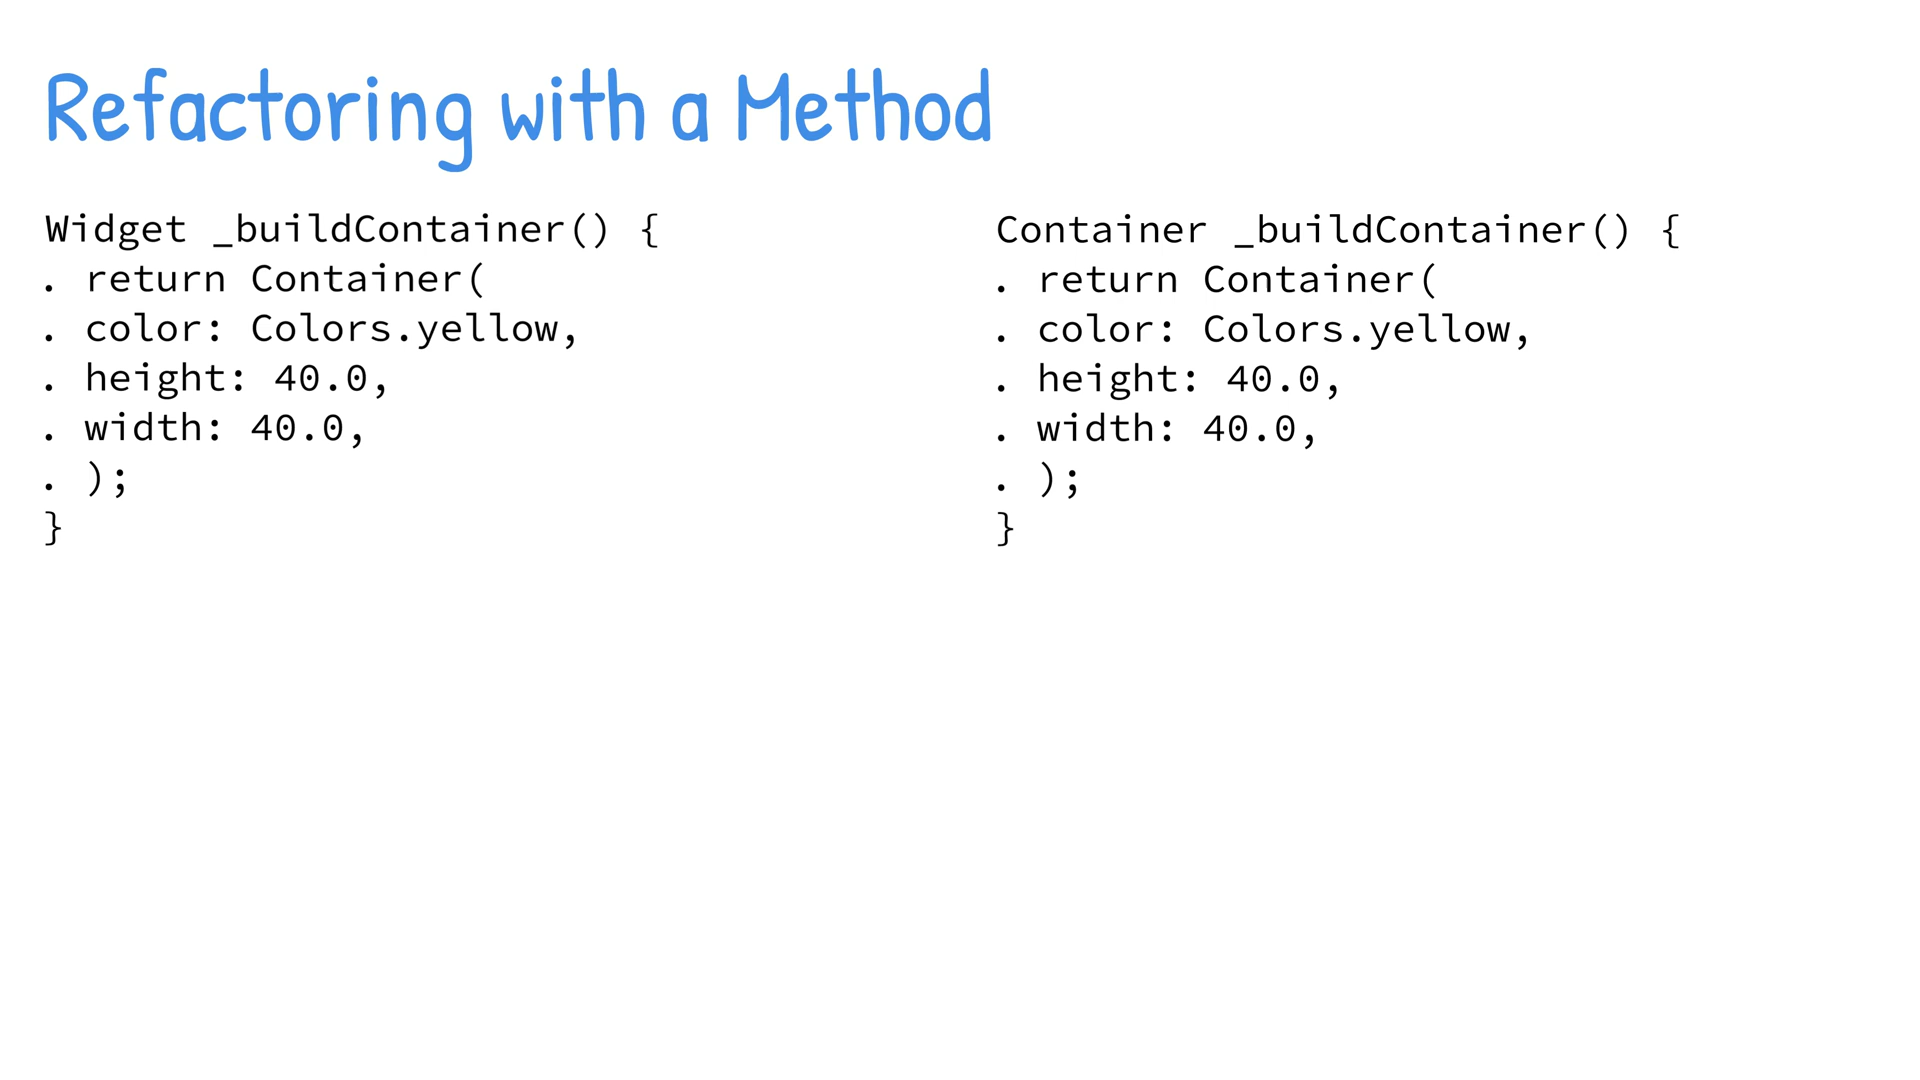 Refactoring with a Method
Widget _buildContainer() {
. return Container(
. color: Colors.yellow,
. height: 40.0,
. width: 40.0,
. );
}
Container _buildContainer() {
. return Container(
. color: Colors.yellow,
. height: 40.0,
. width: 40.0,
. );
}